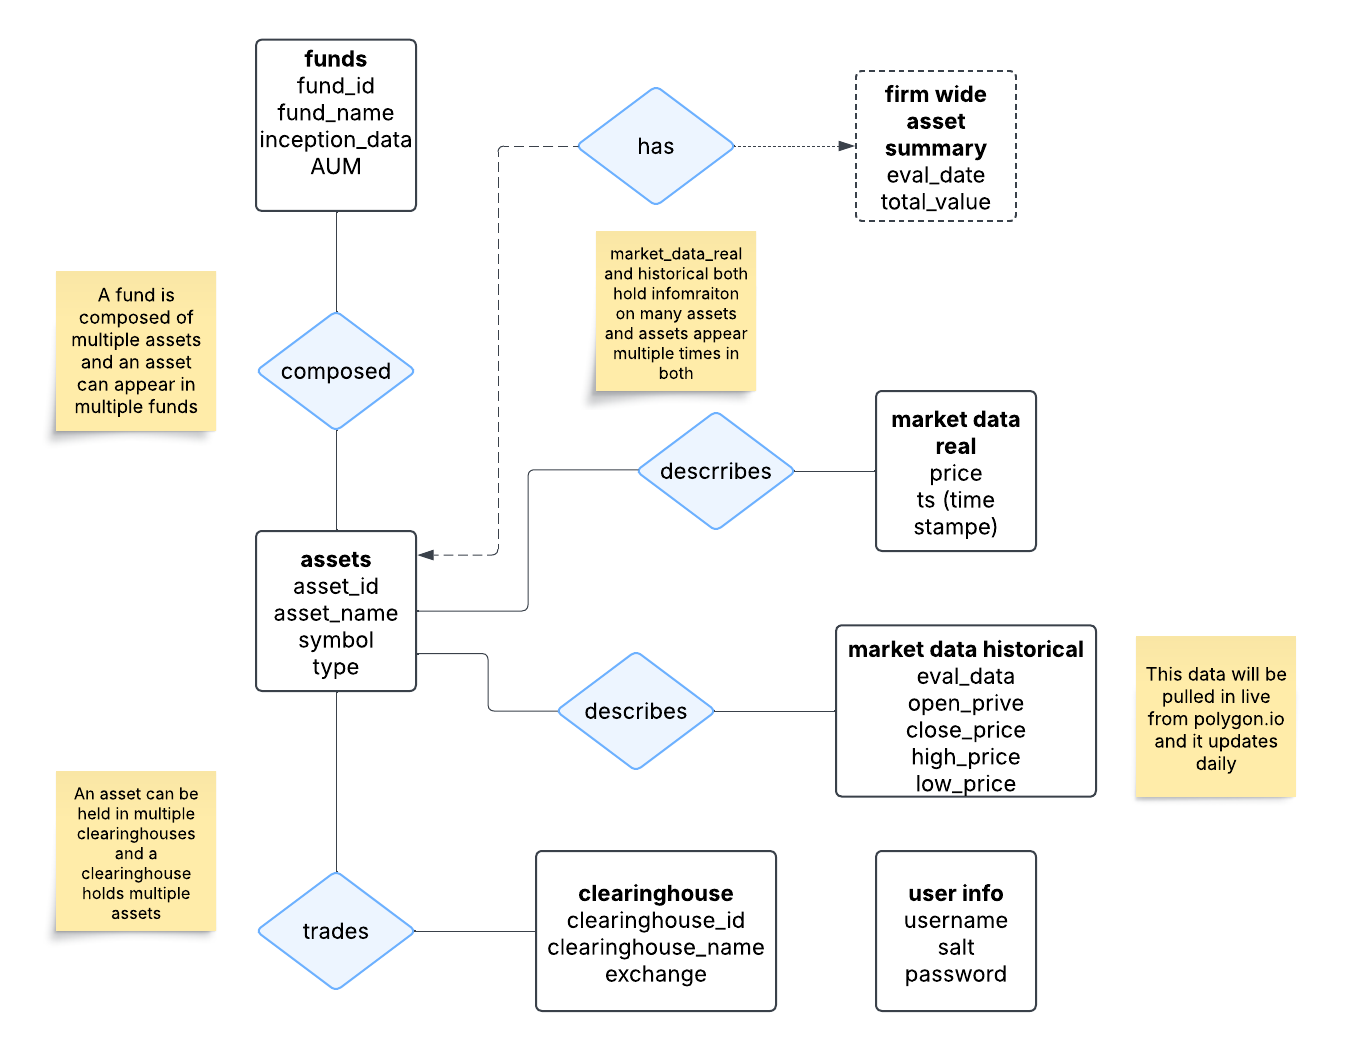 funds
fund_id
fund_name
inception_data
AUM
has
firm wide
asset
summary
eval_date
total_value
A fund is
composed of
multiple assets
and an asset
can appear in
multiple funds
composed
market_data_real
and historical both
hold infomraiton
on many assets
and assets appear
multiple times in
both
descrribes
market data
real
price
ts (time
stampe)
assets
asset_id
asset_name
symbol
type
describes
market data historical
eval_data
open_prive
close_price
high_price
low_price
This data will be
pulled in live
from polygon.io
and it updates
daily
An asset can be
held in multiple
clearinghouses
and a
clearinghouse
holds multiple
assets
trades
clearinghouse
clearinghouse_id
clearinghouse_name
exchange
user info
username
salt
password